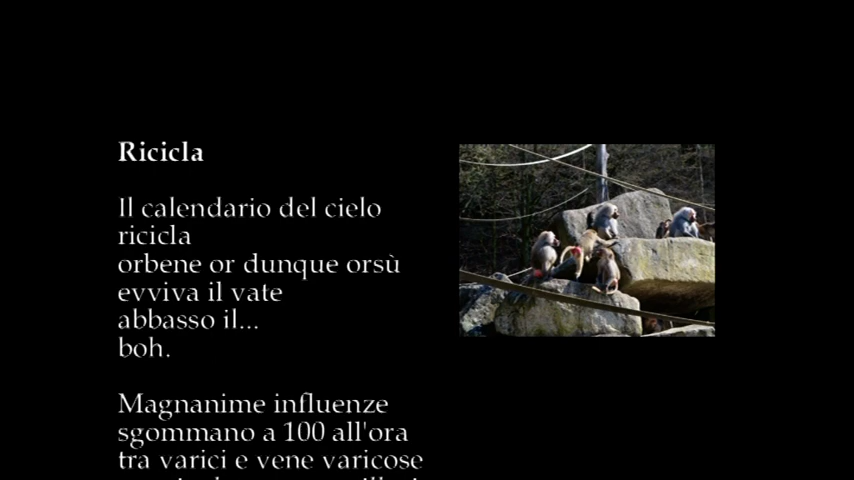 Ricicla
Il calendario del cielo
ricicla
orbene or dunque orsù
evviva il vate
abbasso il...
boh.
Magnanime influenze
sgommano a 100 all'ora
tra varici e vene varicose